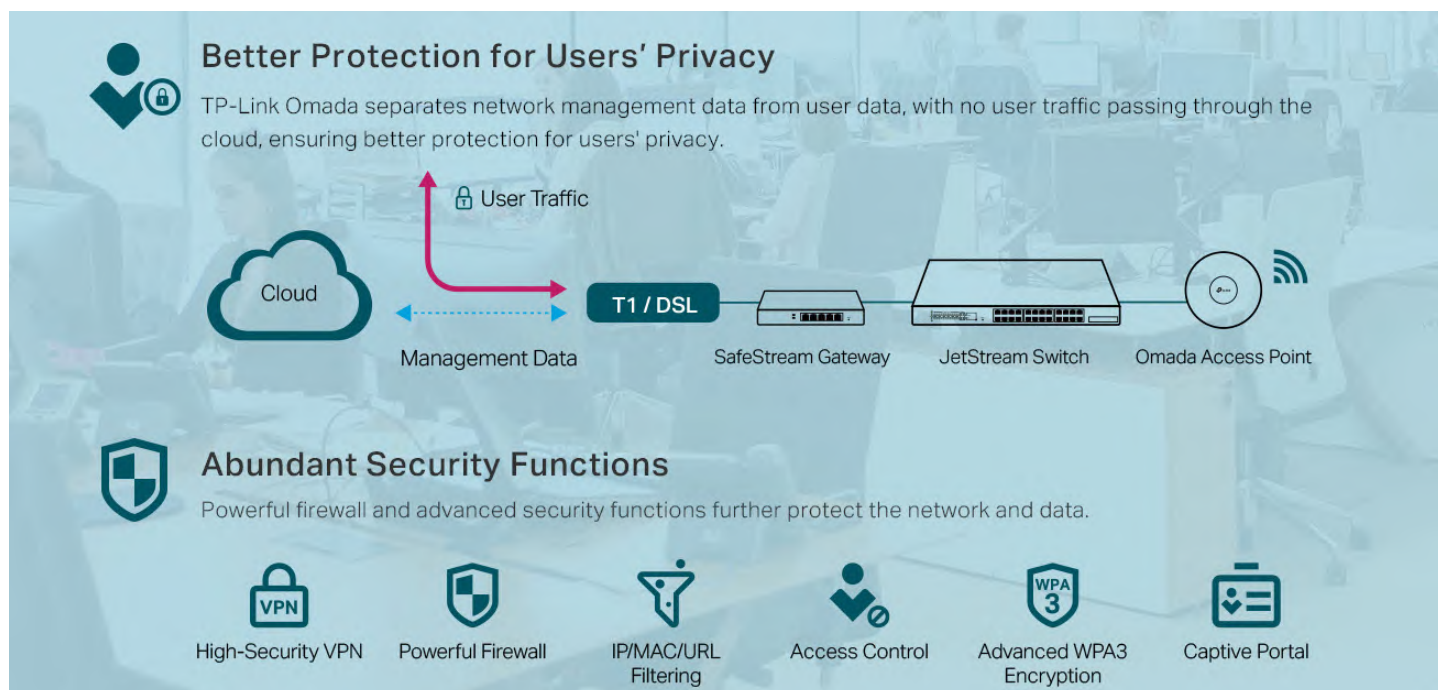 Better Protection for Users' Privacy
TP-Link Omada separates network management data from user data, with no user traffic passing through the
cloud, ensuring better protection for users' privacy.
User Traffic
Cloud
T1 / DSL
Management Data
SafeStream Gateway
JetStream Switch
Omada Access Point
Abundant Security Functions
Powerful firewall and advanced security functions further protect the network and data.
VPN
WPA
3
High-Security VPN
Powerful Firewall
IP/MAC/URL
Filtering
Access Control
Advanced WPA3
Encryption
Captive Portal